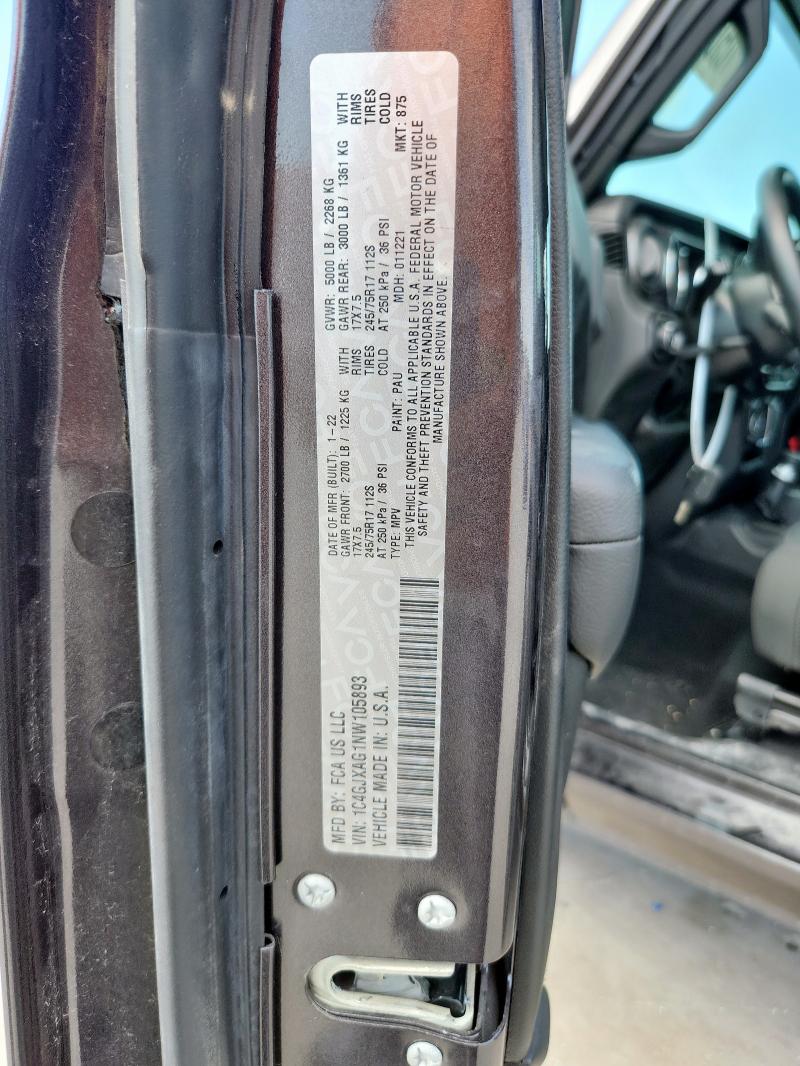 MFD BY: FCA US LLC
VIN: 1C4GJXAG1NW105893
VEHICLE MADE IN: U.S.A.
DATE OF MFR (BUILT): 1-22 GVWR: 5000 LB / 2268 KG
GAWR FRONT: 2700 LB / 1225 KG WITH GAWR REAR: 3000 LB / 1361 KG WITH
17X7.5 RIMS 17X7.5 RIMS
245/75R17 112S TIRES 245/75R17 112S TIRES
AT 250 kPa / 36 PSI COLD AT 250 kPa / 36 PSI COLD
TYPE: MPV PAINT: PAU MDH: 011221 MKT: 875
THIS VEHICLE CONFORMS TO ALL APPLICABLE U.S.A. FEDERAL MOTOR VEHICLE
SAFETY AND THEFT PREVENTION STANDARDS IN EFFECT ON THE DATE OF
MANUFACTURE SHOWN ABOVE.